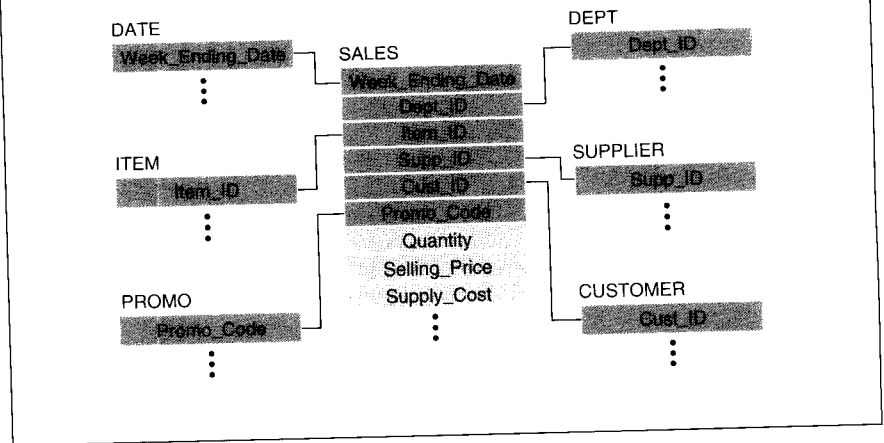 DATE
Week_Ending_Date
ITEM
Item_ID
PROMO
Promo_Code
SALES
Week_Ending_Date
Dept_ID
Item_ID
Supp_ID
Cust_ID
Promo_Code
Quantity
Selling_Price
Supply_Cost
DEPT
Dept_ID
SUPPLIER
Supp_ID
CUSTOMER
Cust_ID